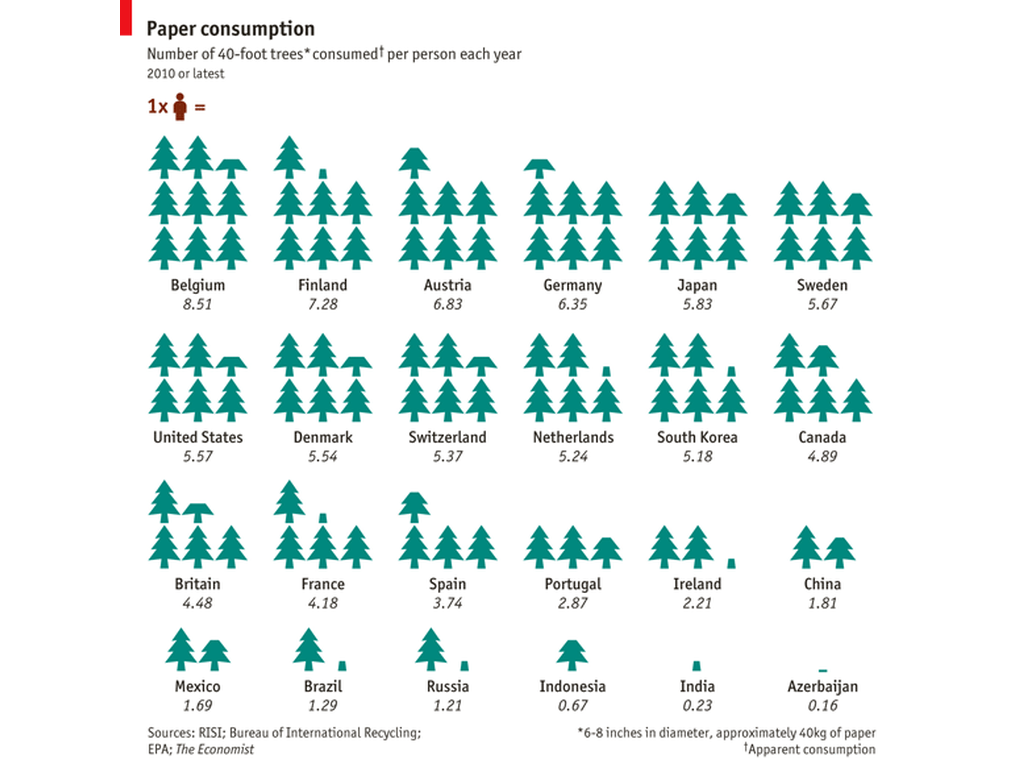 Paper consumption
Number of 40-foot trees* consumed† per person each year
2010 or latest
1x =
Belgium Finland Austria Germany Japan Sweden
8.51 7.28 6.83 6.35 5.83 5.67
United States Denmark Switzerland Netherlands South Korea Canada
5.57 5.54 5.37 5.24 5.18 4.89
Britain France Spain Portugal Ireland China
4.48 4.18 3.74 2.87 2.21 1.81
Mexico Brazil Russia Indonesia India Azerbaijan
1.69 1.29 1.21 0.67 0.23 0.16
Sources: RISI; Bureau of International Recycling;
EPA; The Economist
*6-8 inches in diameter, approximately 40kg of paper
†Apparent consumption